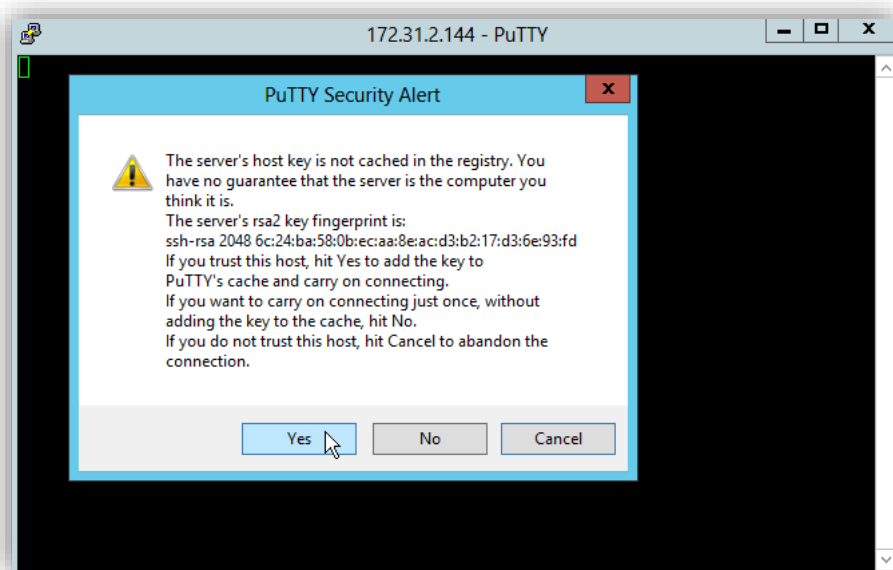 172.31.2.144 - PuTTY
PuTTY Security Alert
The server's host key is not cached in the registry. You
have no guarantee that the server is the computer you
think it is.
The server's rsa2 key fingerprint is:
ssh-rsa 2048 6c:24:ba:58:0b:ec:aa:8e:ac:d3:b2:17:d3:6e:93:fd
If you trust this host, hit Yes to add the key to
PuTTY's cache and carry on connecting.
If you want to carry on connecting just once, without
adding the key to the cache, hit No.
If you do not trust this host, hit Cancel to abandon the
connection.
Yes No Cancel